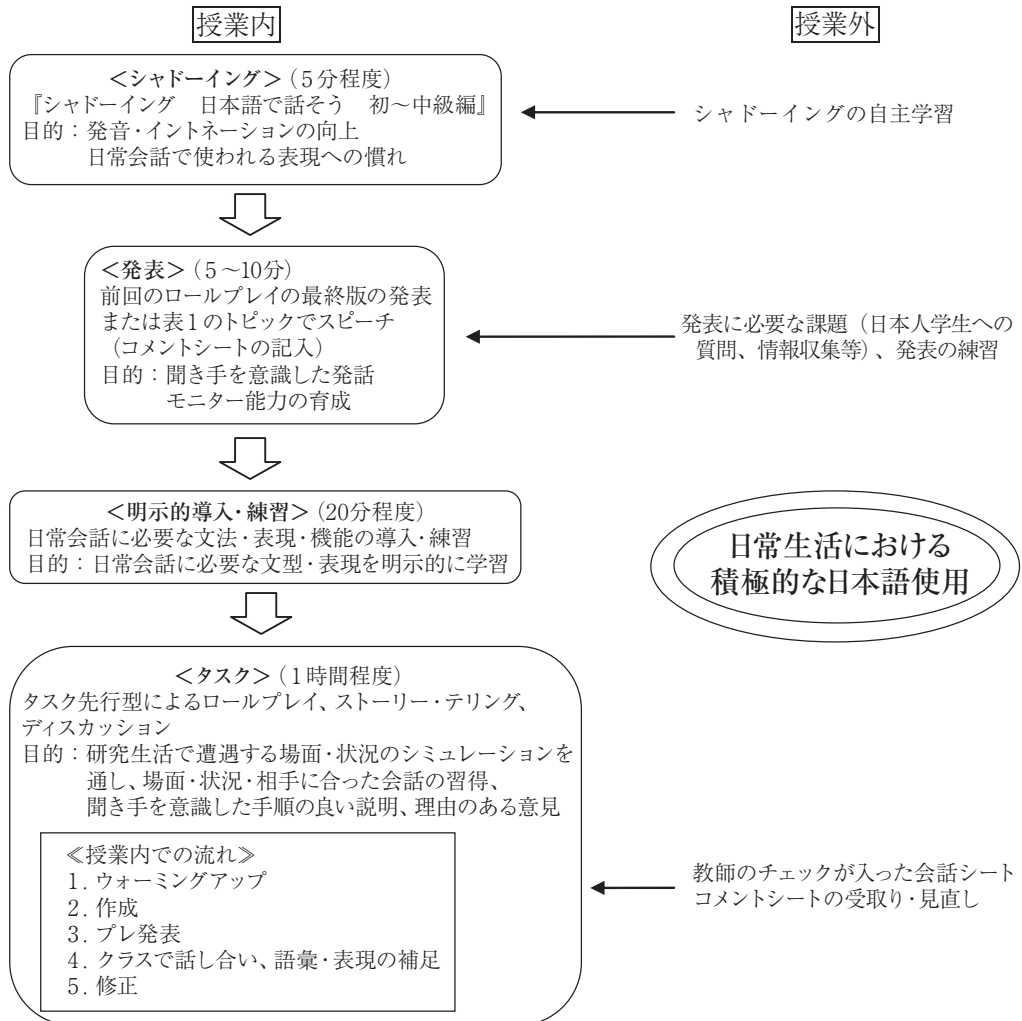 授業内
授業外
＜シャドーイング＞（5分程度）
『シャドーイング　日本語で話そう　初～中級編』
目的：発音・イントネーションの向上
日常会話で使われる表現への慣れ
シャドーイングの自主学習
＜発表＞（5～10分）
前回のロールプレイの最終版の発表
または表1のトピックでスピーチ
（コメントシートの記入）
目的：聞き手を意識した発話
モニター能力の育成
発表に必要な課題（日本人学生への
質問、情報収集等）、発表の練習
＜明示的導入・練習＞（20分程度）
日常会話に必要な文法・表現・機能の導入・練習
目的：日常会話に必要な文型・表現を明示的に学習
日常生活における
積極的な日本語使用
＜タスク＞（1時間程度）
タスク先行型によるロールプレイ、ストーリー・テリング、
ディスカッション
目的：研究生活で遭遇する場面・状況のシミュレーションを
通し、場面・状況・相手に合った会話の習得、
聞き手を意識した手順の良い説明、理由のある意見
≪授業内での流れ≫
1. ウォーミングアップ
2. 作成
3. プレ発表
4. クラスで話し合い、語彙・表現の補足
5. 修正
教師のチェックが入った会話シート
コメントシートの受取り・見直し